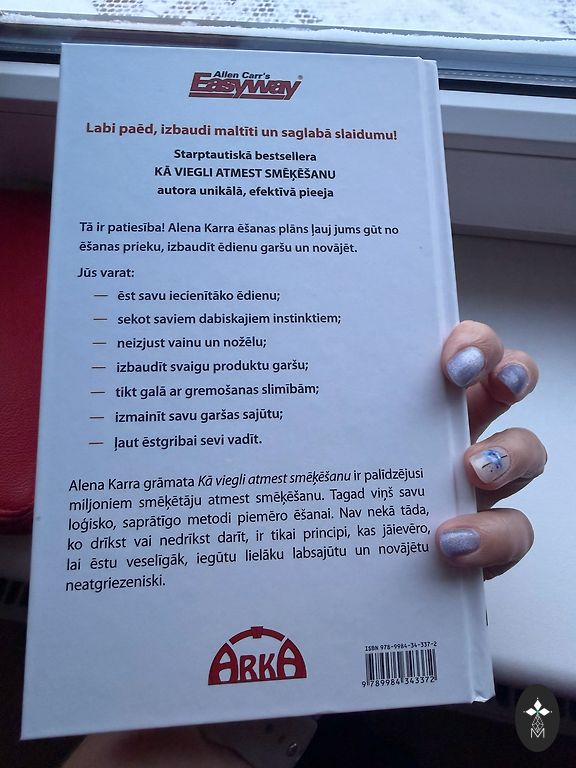 Allen Carr's
Easyway®
Labi paēd, izbaudi maltīti un saglabā slaidumu!
Starptautiskā bestsellera
KĀ VIEGLI ATMEST SMĒĶĒŠANU
autora unikālā, efektīvā pieeja
Tā ir patiesība! Alena Karra ēšanas plāns ļauj jums gūt no
ēšanas prieku, izbaudīt ēdienu garšu un novājēt.
Jūs varat:
— ēst savu iecienītāko ēdienu;
— sekot saviem dabiskajiem instinktiem;
— neizjust vainu un nožēlu;
— izbaudīt svaigu produktu garšu;
— tikt galā ar gremošanas slimībām;
— izmainīt savu garšas sajūtu;
— ļaut ēstgribai sevi vadīt.
Alena Karra grāmata Kā viegli atmest smēķēšanu ir palīdzējusi
miljoniem smēķētāju atmest smēķēšanu. Tagad viņš savu
loģisko, saprātīgo metodi piemēro ēšanai. Nav nekā tāda,
ko drīkst vai nedrīkst darīt, ir tikai principi, kas jāievēro,
lai ēstu veselīgāk, iegūtu lielāku labsajūtu un novājētu
neatgriezeniski.
ARKA
ISBN 978-9984-34-337-2
9 789984 343372
M